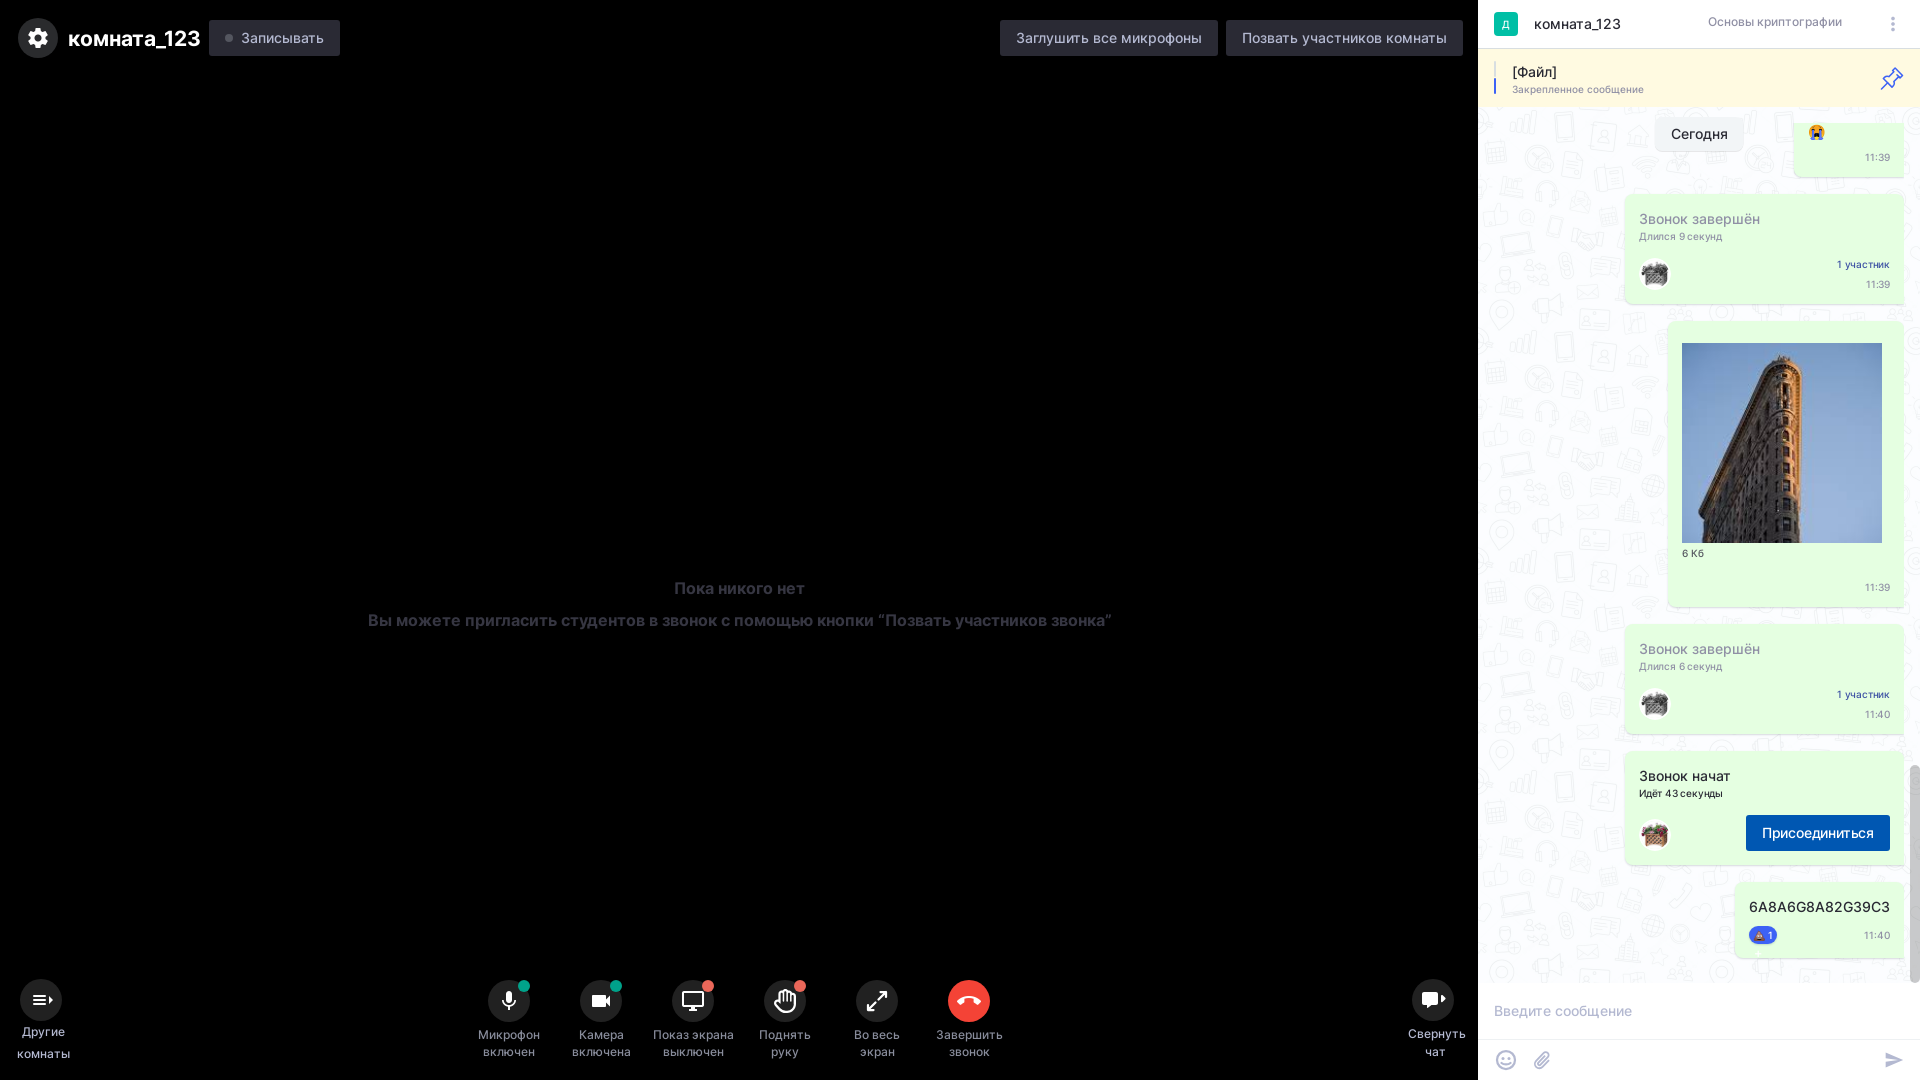 комната_123
Записывать
Заглушить все микрофоны
Позвать участников комнаты
Пока никого нет
Вы можете пригласить студентов в звонок с помощью кнопки “Позвать участников звонка”
Другие
комнаты
Микрофон
включен
Камера
включена
Показ экрана
выключен
Поднять
руку
Во весь
экран
Завершить
звонок
Свернуть
чат
Д
комната_123
Основы криптографии
[Файл]
Закрепленное сообщение
Сегодня
11:39
Звонок завершён
Длился 9 секунд
1 участник
11:39
6 Кб
11:39
Звонок завершён
Длился 6 секунд
1 участник
11:40
Звонок начат
Идёт 43 секунды
Присоединиться
6A8A6G8A82G39C3
1
11:40
Введите сообщение